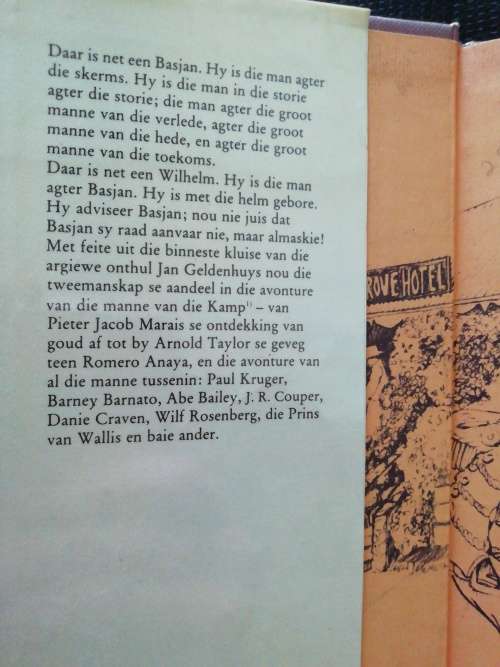 Daar is net een Basjan. Hy is die man agter
die skerms. Hy is die man in die storie
agter die storie; die man agter die groot
manne van die verlede, agter die groot
manne van die hede, en agter die groot
manne van die toekoms.
Daar is net een Wilhelm. Hy is die man
agter Basjan. Hy is met die helm gebore.
Hy adviseer Basjan; nou nie juis dat
Basjan sy raad aanvaar nie, maar almaskie!
Met feite uit die binneste kluise van die
argiewe onthul Jan Geldenhuys nou die
tweemanskap se aandeel in die avonture
van die manne van die Kamp¹⁾ – van
Pieter Jacob Marais se ontdekking van
goud af tot by Arnold Taylor se geveg
teen Romero Anaya, en die avonture van
al die manne tussenin: Paul Kruger,
Barney Barnato, Abe Bailey, J. R. Couper,
Danie Craven, Wilf Rosenberg, die Prins
van Wallis en baie ander.
ROVE HOTEL